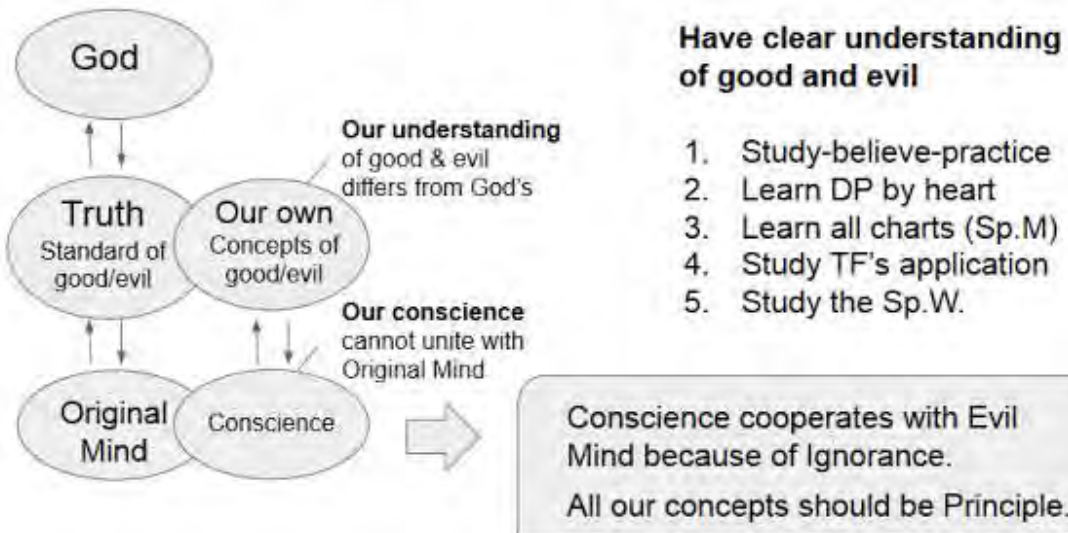 God
Truth
Standard of
good/evil
Our own
Concepts of
good/evil
Our understanding
of good & evil
differs from God's
Original
Mind
Conscience
Our conscience
cannot unite with
Original Mind
Have clear understanding
of good and evil
1. Study-believe-practice
2. Learn DP by heart
3. Learn all charts (Sp.M)
4. Study TF's application
5. Study the Sp.W.
Conscience cooperates with Evil
Mind because of Ignorance.
All our concepts should be Principle.